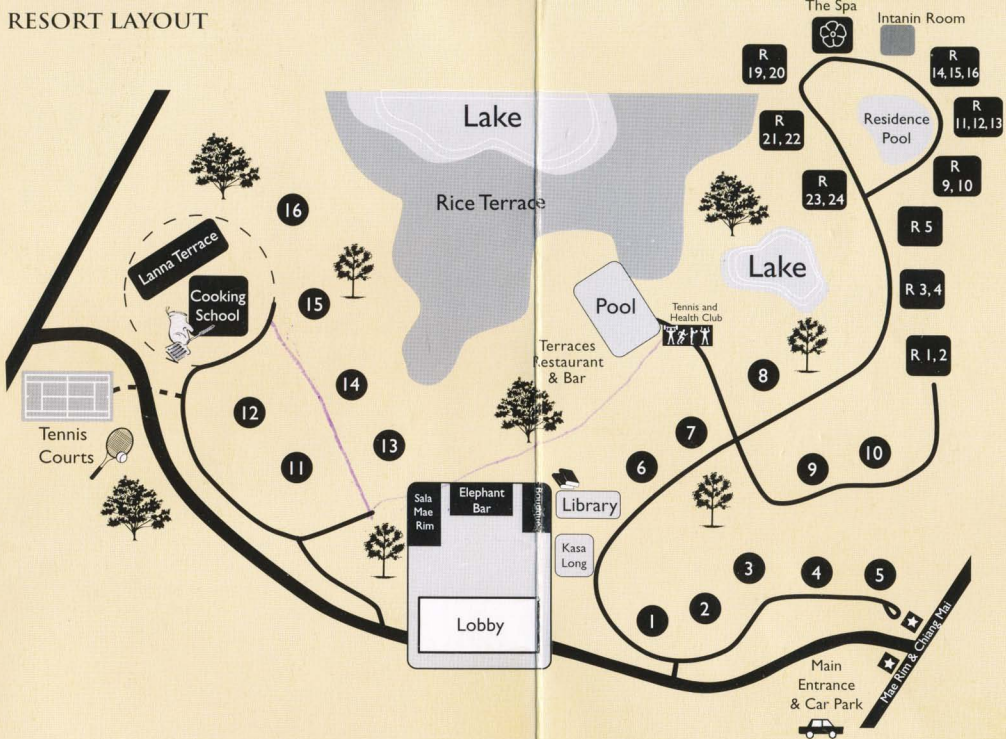 RESORT LAYOUT
The Spa
Intanin Room
R
19, 20
R
14, 15, 16
R
21, 22
Residence
Pool
R
11, 12, 13
R
23, 24
R
9, 10
R 5
R 3, 4
R 1, 2
Lake
Rice Terrace
Lake
16
Lanna Terrace
Cooking
School
15
Pool
Tennis and
Health Club
Terraces
Restaurant
& Bar
14
8
12
13
7
Tennis
Courts
11
6
9
10
Sala
Mae
Rim
Elephant
Bar
Library
Kasa
Long
Lobby
3
4
5
1
2
Main
Entrance
& Car Park
Mae Rim & Chiang Mai